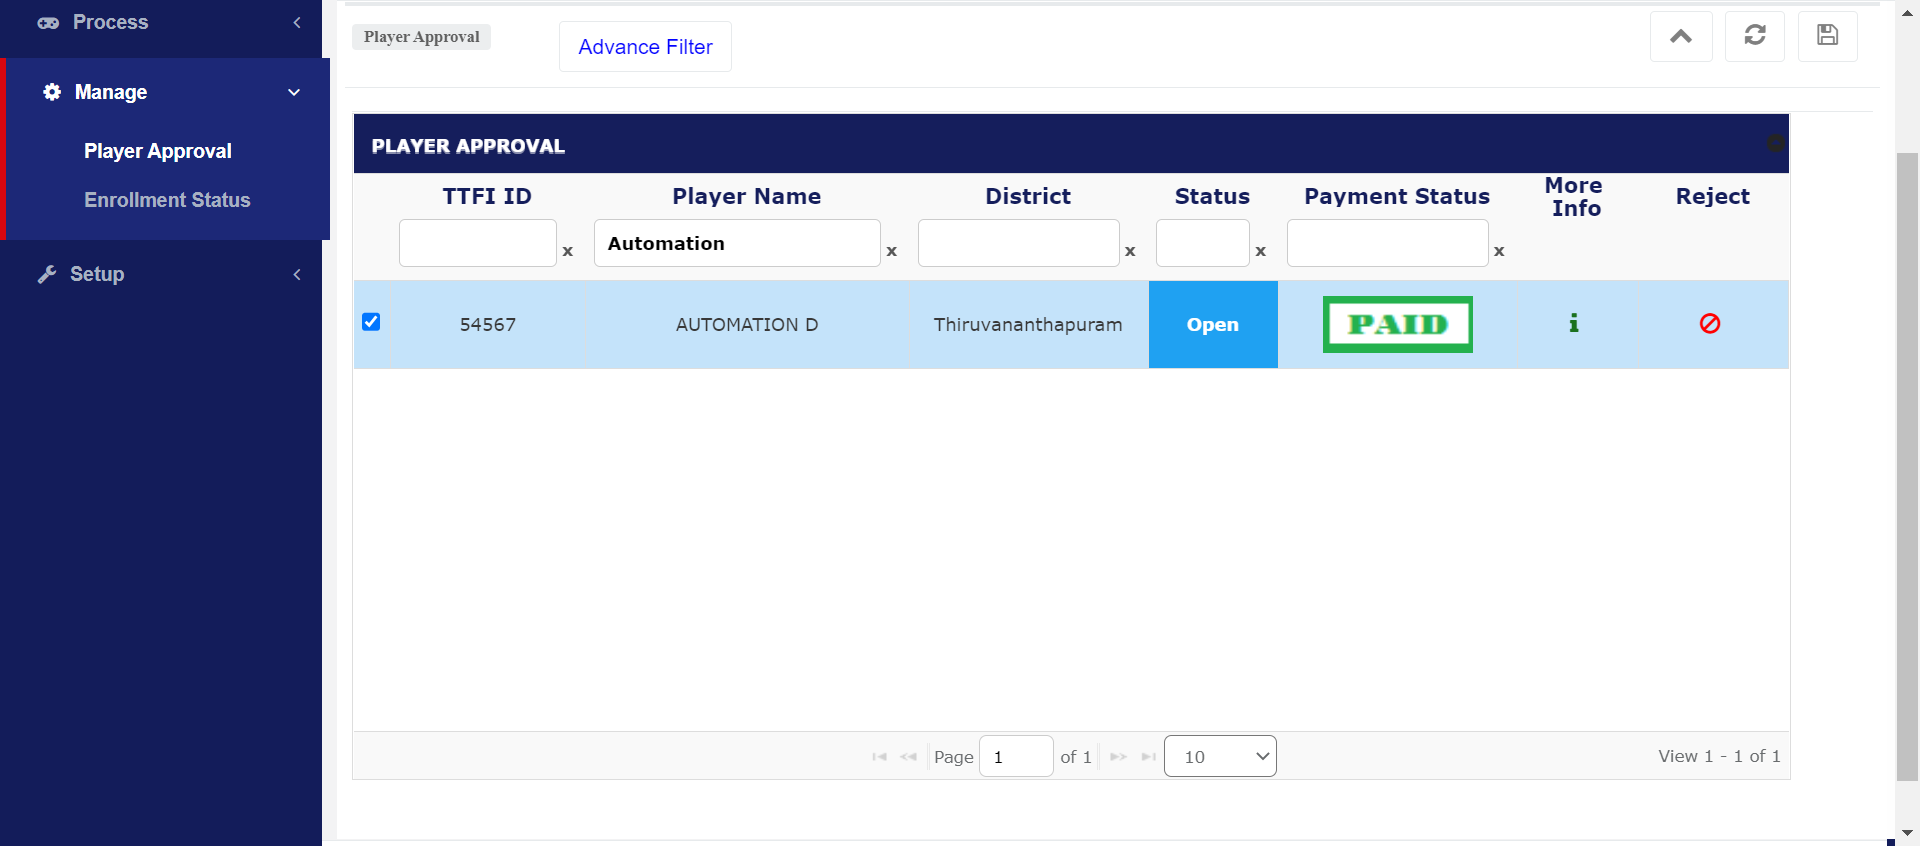 Process
Manage
Player Approval
Enrollment Status
Setup
Player Approval
Advance Filter
PLAYER APPROVAL
TTFI ID Player Name District Status Payment Status More Info Reject
x Automation x x x x
54567 AUTOMATION D Thiruvananthapuram Open PAID
Page 1 of 1 10 View 1 - 1 of 1